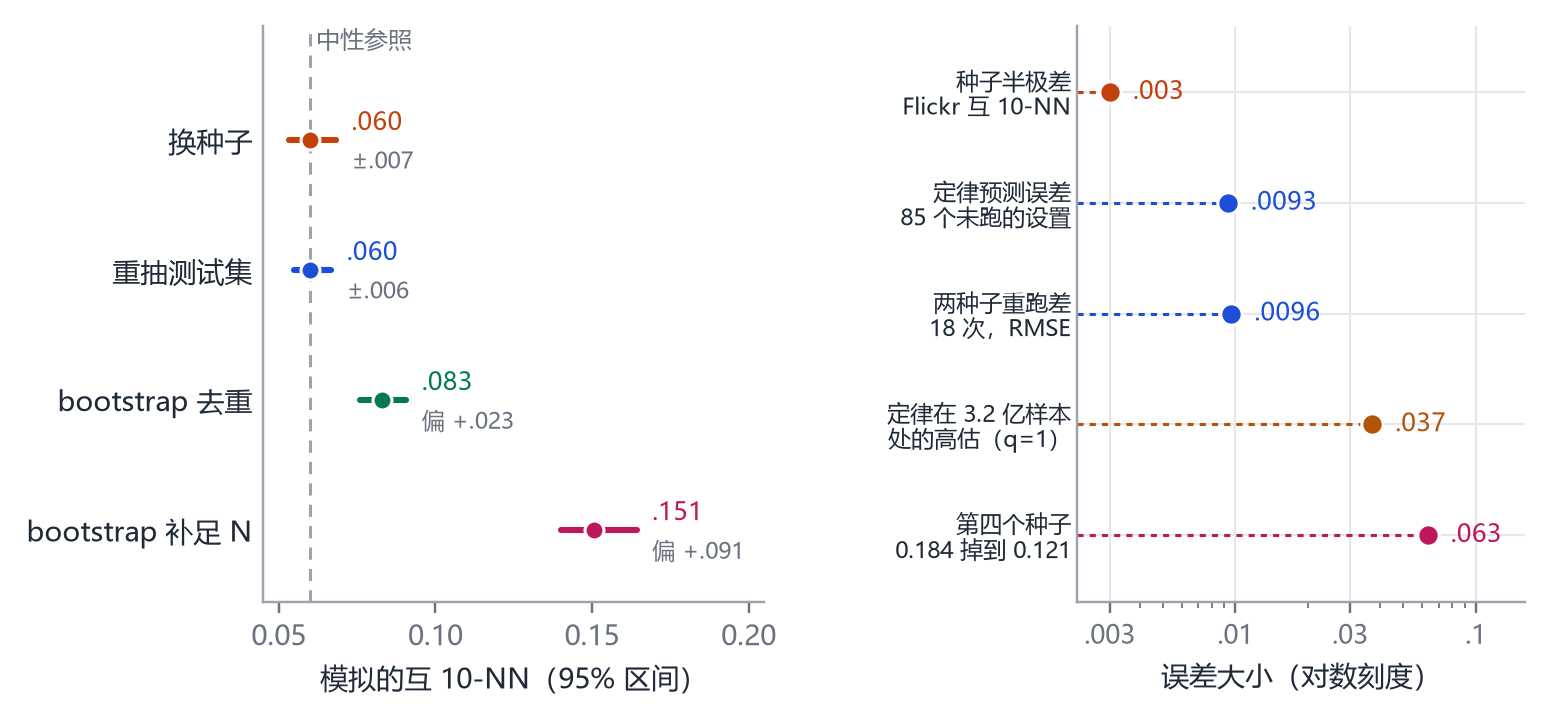 中性参照
换种子
.060
±.007
重抽测试集
.060
±.006
bootstrap 去重
.083
偏 +.023
bootstrap 补足 N
.151
偏 +.091
0.05
0.10
0.15
0.20
模拟的互 10-NN（95% 区间）
种子半极差
Flickr 互 10-NN
.003
定律预测误差
85 个未跑的设置
.0093
两种子重跑差
18 次，RMSE
.0096
定律在 3.2 亿样本
处的高估（q=1）
.037
第四个种子
0.184 掉到 0.121
.063
.003
.01
.03
.1
误差大小（对数刻度）